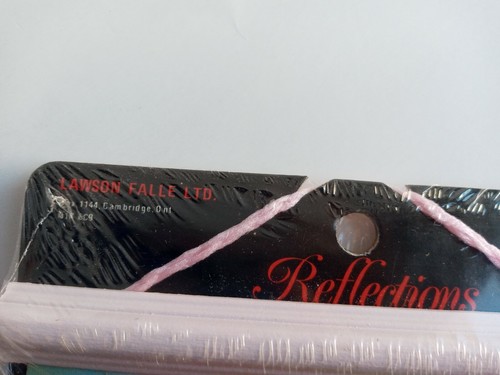 LAWSON FALLE LTD.
1144, Cambridge, Ont
Reflections